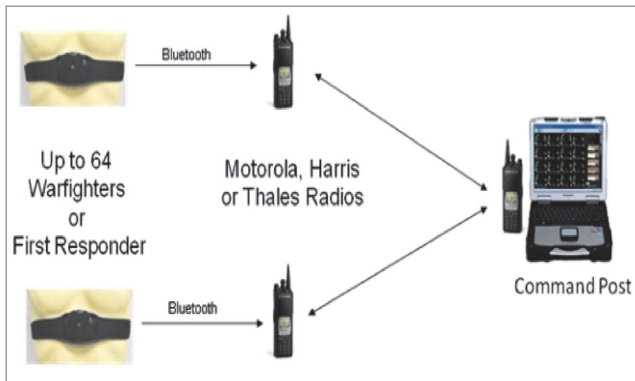 Bluetooth
Up to 64
Warfighters
or
First Responder
Motorola, Harris
or Thales Radios
Command Post
Bluetooth